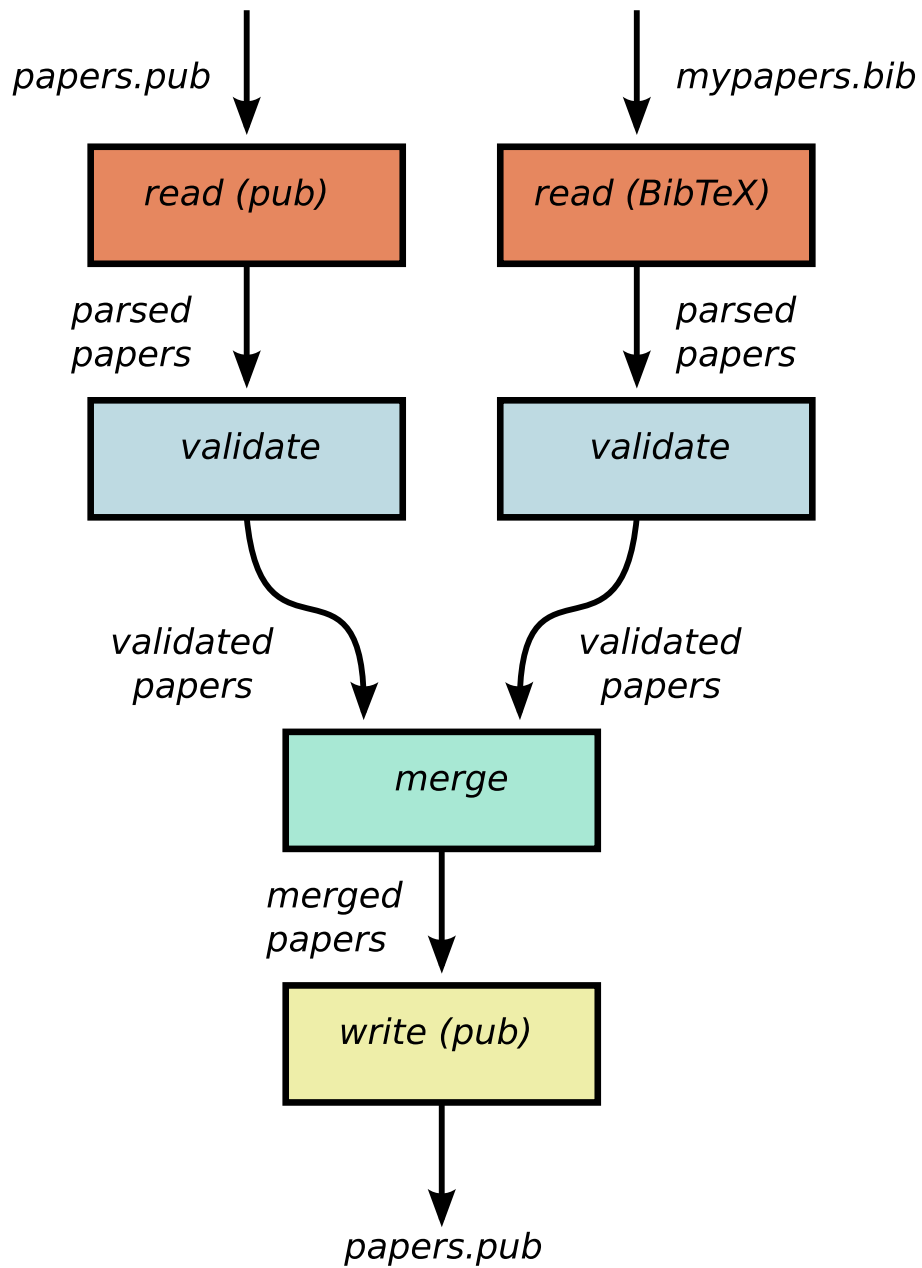 papers.pub
mypapers.bib
read (pub)
read (BibTeX)
parsed
papers
parsed
papers
validate
validate
validated
papers
validated
papers
merge
merged
papers
write (pub)
papers.pub